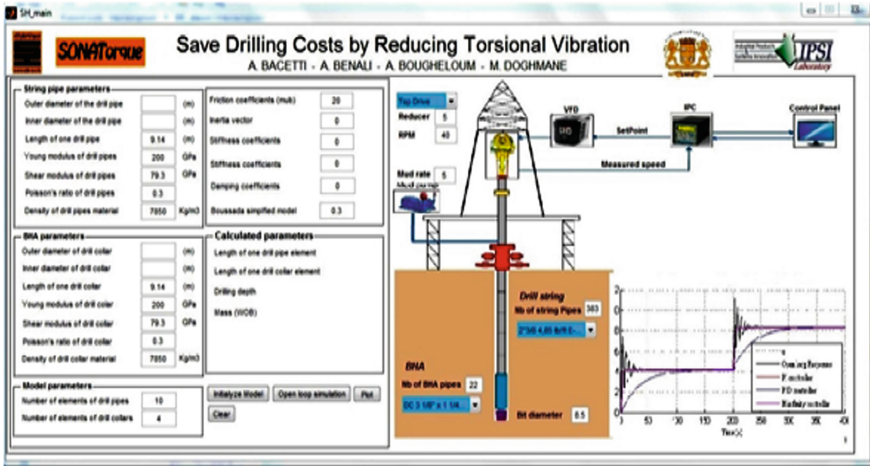 SH_main
SONATorque
Save Drilling Costs by Reducing Torsional Vibration
A. BACETTI - A. BENALI - A. BOUGHELOUM - M. DOGHMANE
IPSI
Laboratory
String pipe parameters
Outer diameter of the drill pipe (m)
Inner diameter of the drill pipe (m)
Length of one drill pipe 9.14 (m)
Young modulus of drill pipes 200 GPa
Shear modulus of drill pipes 79.3 GPa
Poisson's ratio of drill pipes 0.3
Density of drill pipes material 7850 Kg/m3
Friction coefficients (mub) 20
Inertia vector 0
Stiffness coefficients 0
Stiffness coefficients 0
Damping coefficients 0
Boussada simplified model 0.3
BHA parameters
Outer diameter of drill collar (m)
Inner diameter of drill collar (m)
Length of one drill collar 9.14 (m)
Young modulus of drill collar 200 GPa
Shear modulus of drill collar 79.3 GPa
Poisson's ratio of drill collar 0.3
Density of drill collar material 7850 Kg/m3
Calculated parameters
Length of one drill pipe element
Length of one drill collar element
Drilling depth
Mass (WOB)
Model parameters
Number of elements of drill pipes 10
Number of elements of drill collars 4
Initialyze Model
Open loop simulation
Plot
Clear
Top Drive
Reducer 5
RPM 40
Mud rate 5
Mud pump
VFD
SetPoint
IPC
Control Panel
Measured speed
Drill string
Nb of string Pipes 383
BHA
Nb of BHA pipes 22
Bit diameter 8.5
Open loop Response
P controller
PID controller
H-infinity controller
0 50 100 150 200 250 300 350 400
Time(s)